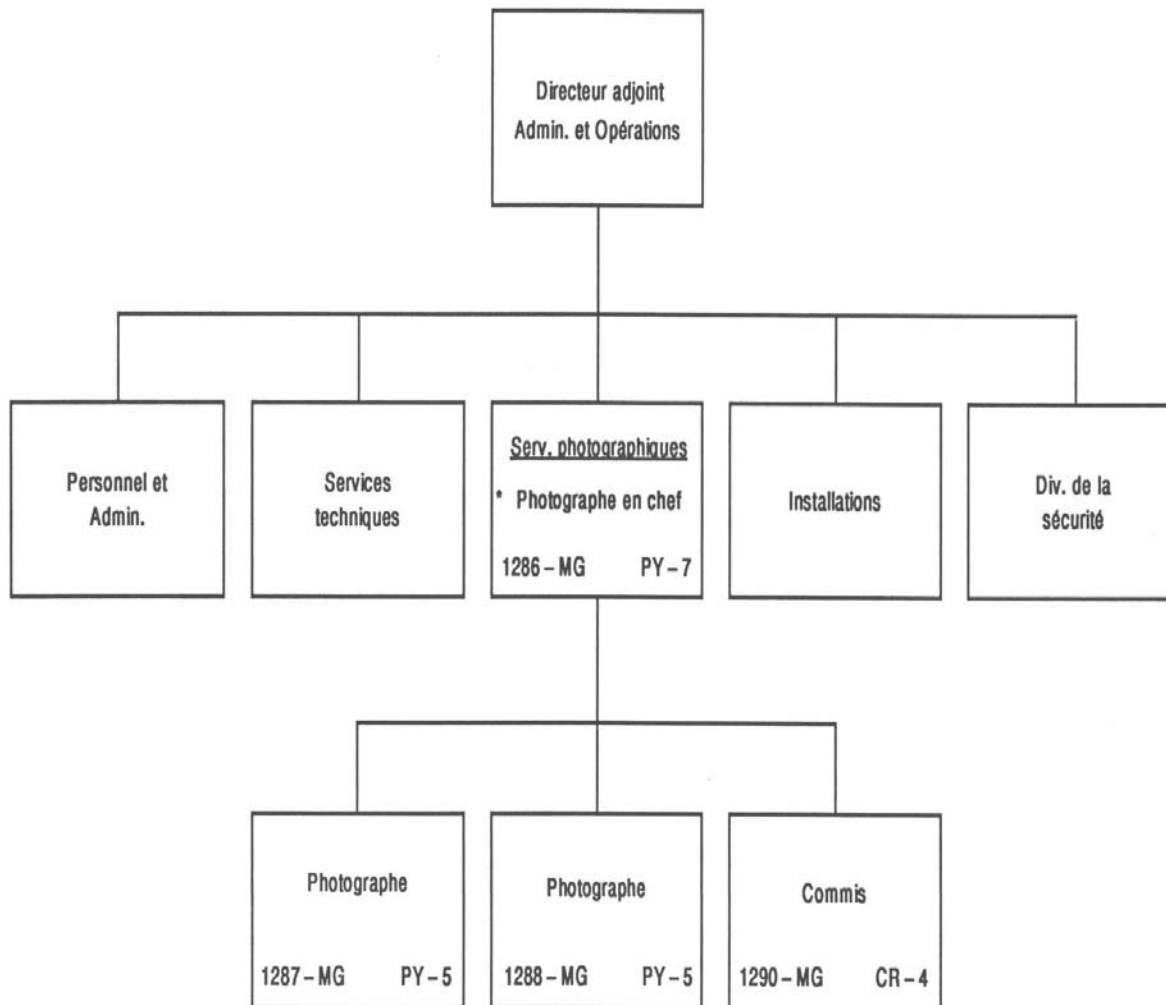 Directeur adjoint
Admin. et Opérations
Personnel et
Admin.
Services
techniques
Serv. photographiques
* Photographe en chef
1286 – MG PY – 7
Installations
Div. de la
sécurité
Photographe
1287 – MG PY – 5
Photographe
1288 – MG PY – 5
Commis
1290 – MG CR – 4